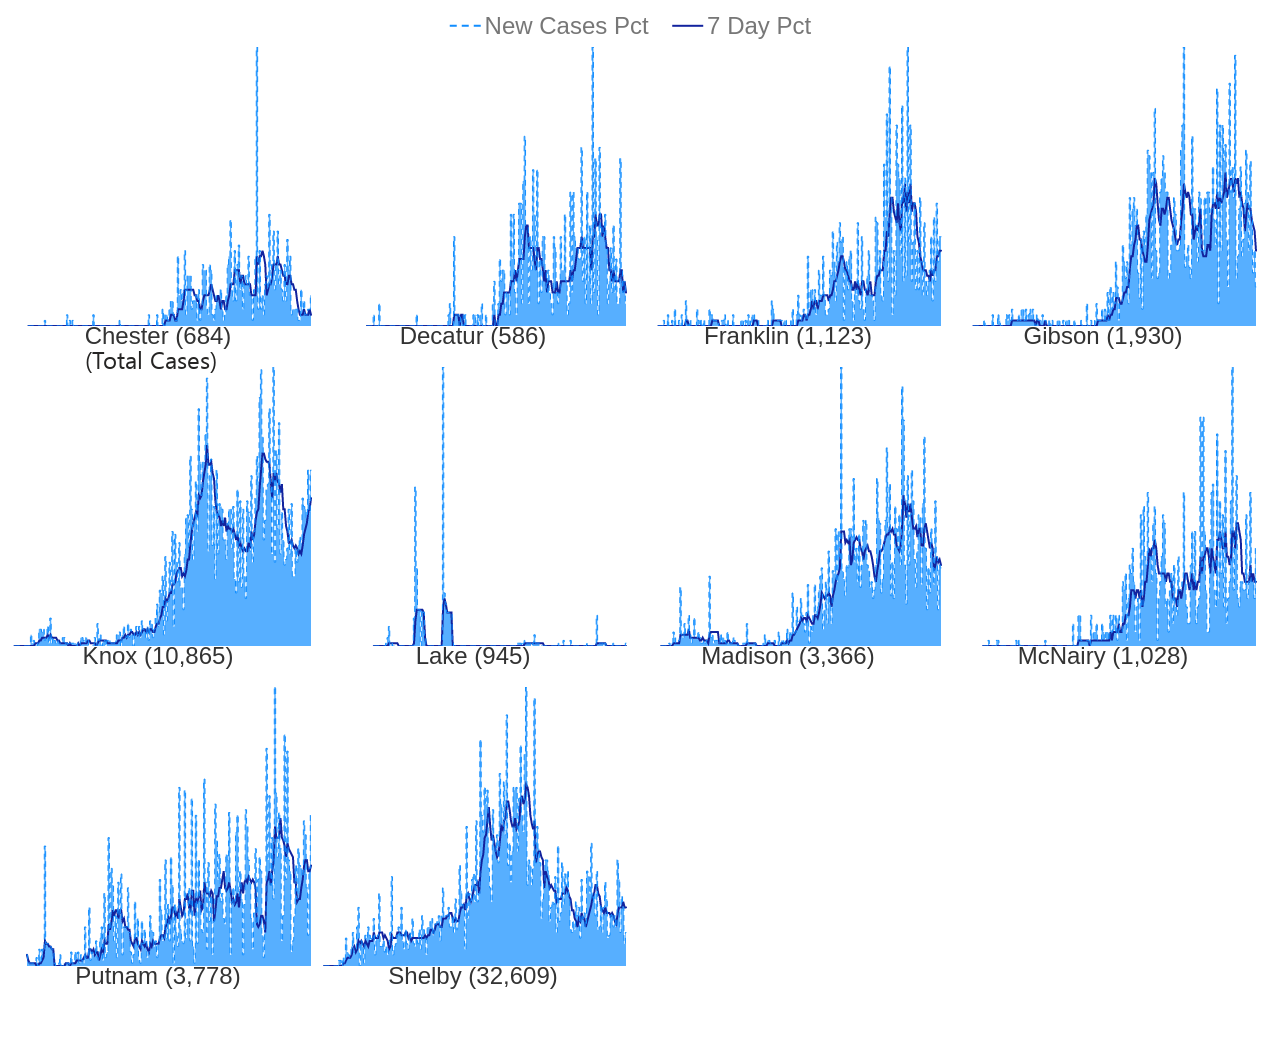 New Cases Pct 7 Day Pct
Chester (684) Decatur (586) Franklin (1,123) Gibson (1,930)
(Total Cases)
Knox (10,865) Lake (945) Madison (3,366) McNairy (1,028)
Putnam (3,778) Shelby (32,609)